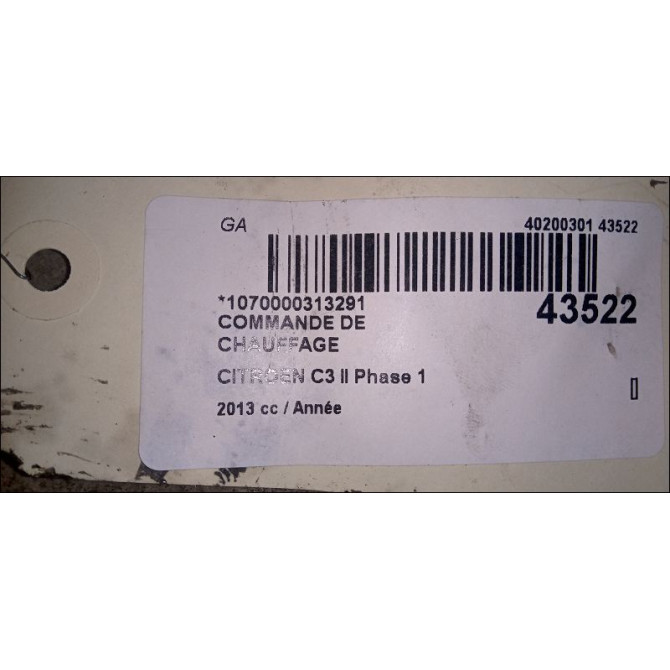 GA
40200301 43522
*1070000313291
43522
COMMANDE DE
CHAUFFAGE
CITROEN C3 II Phase 1
2013 cc / Année